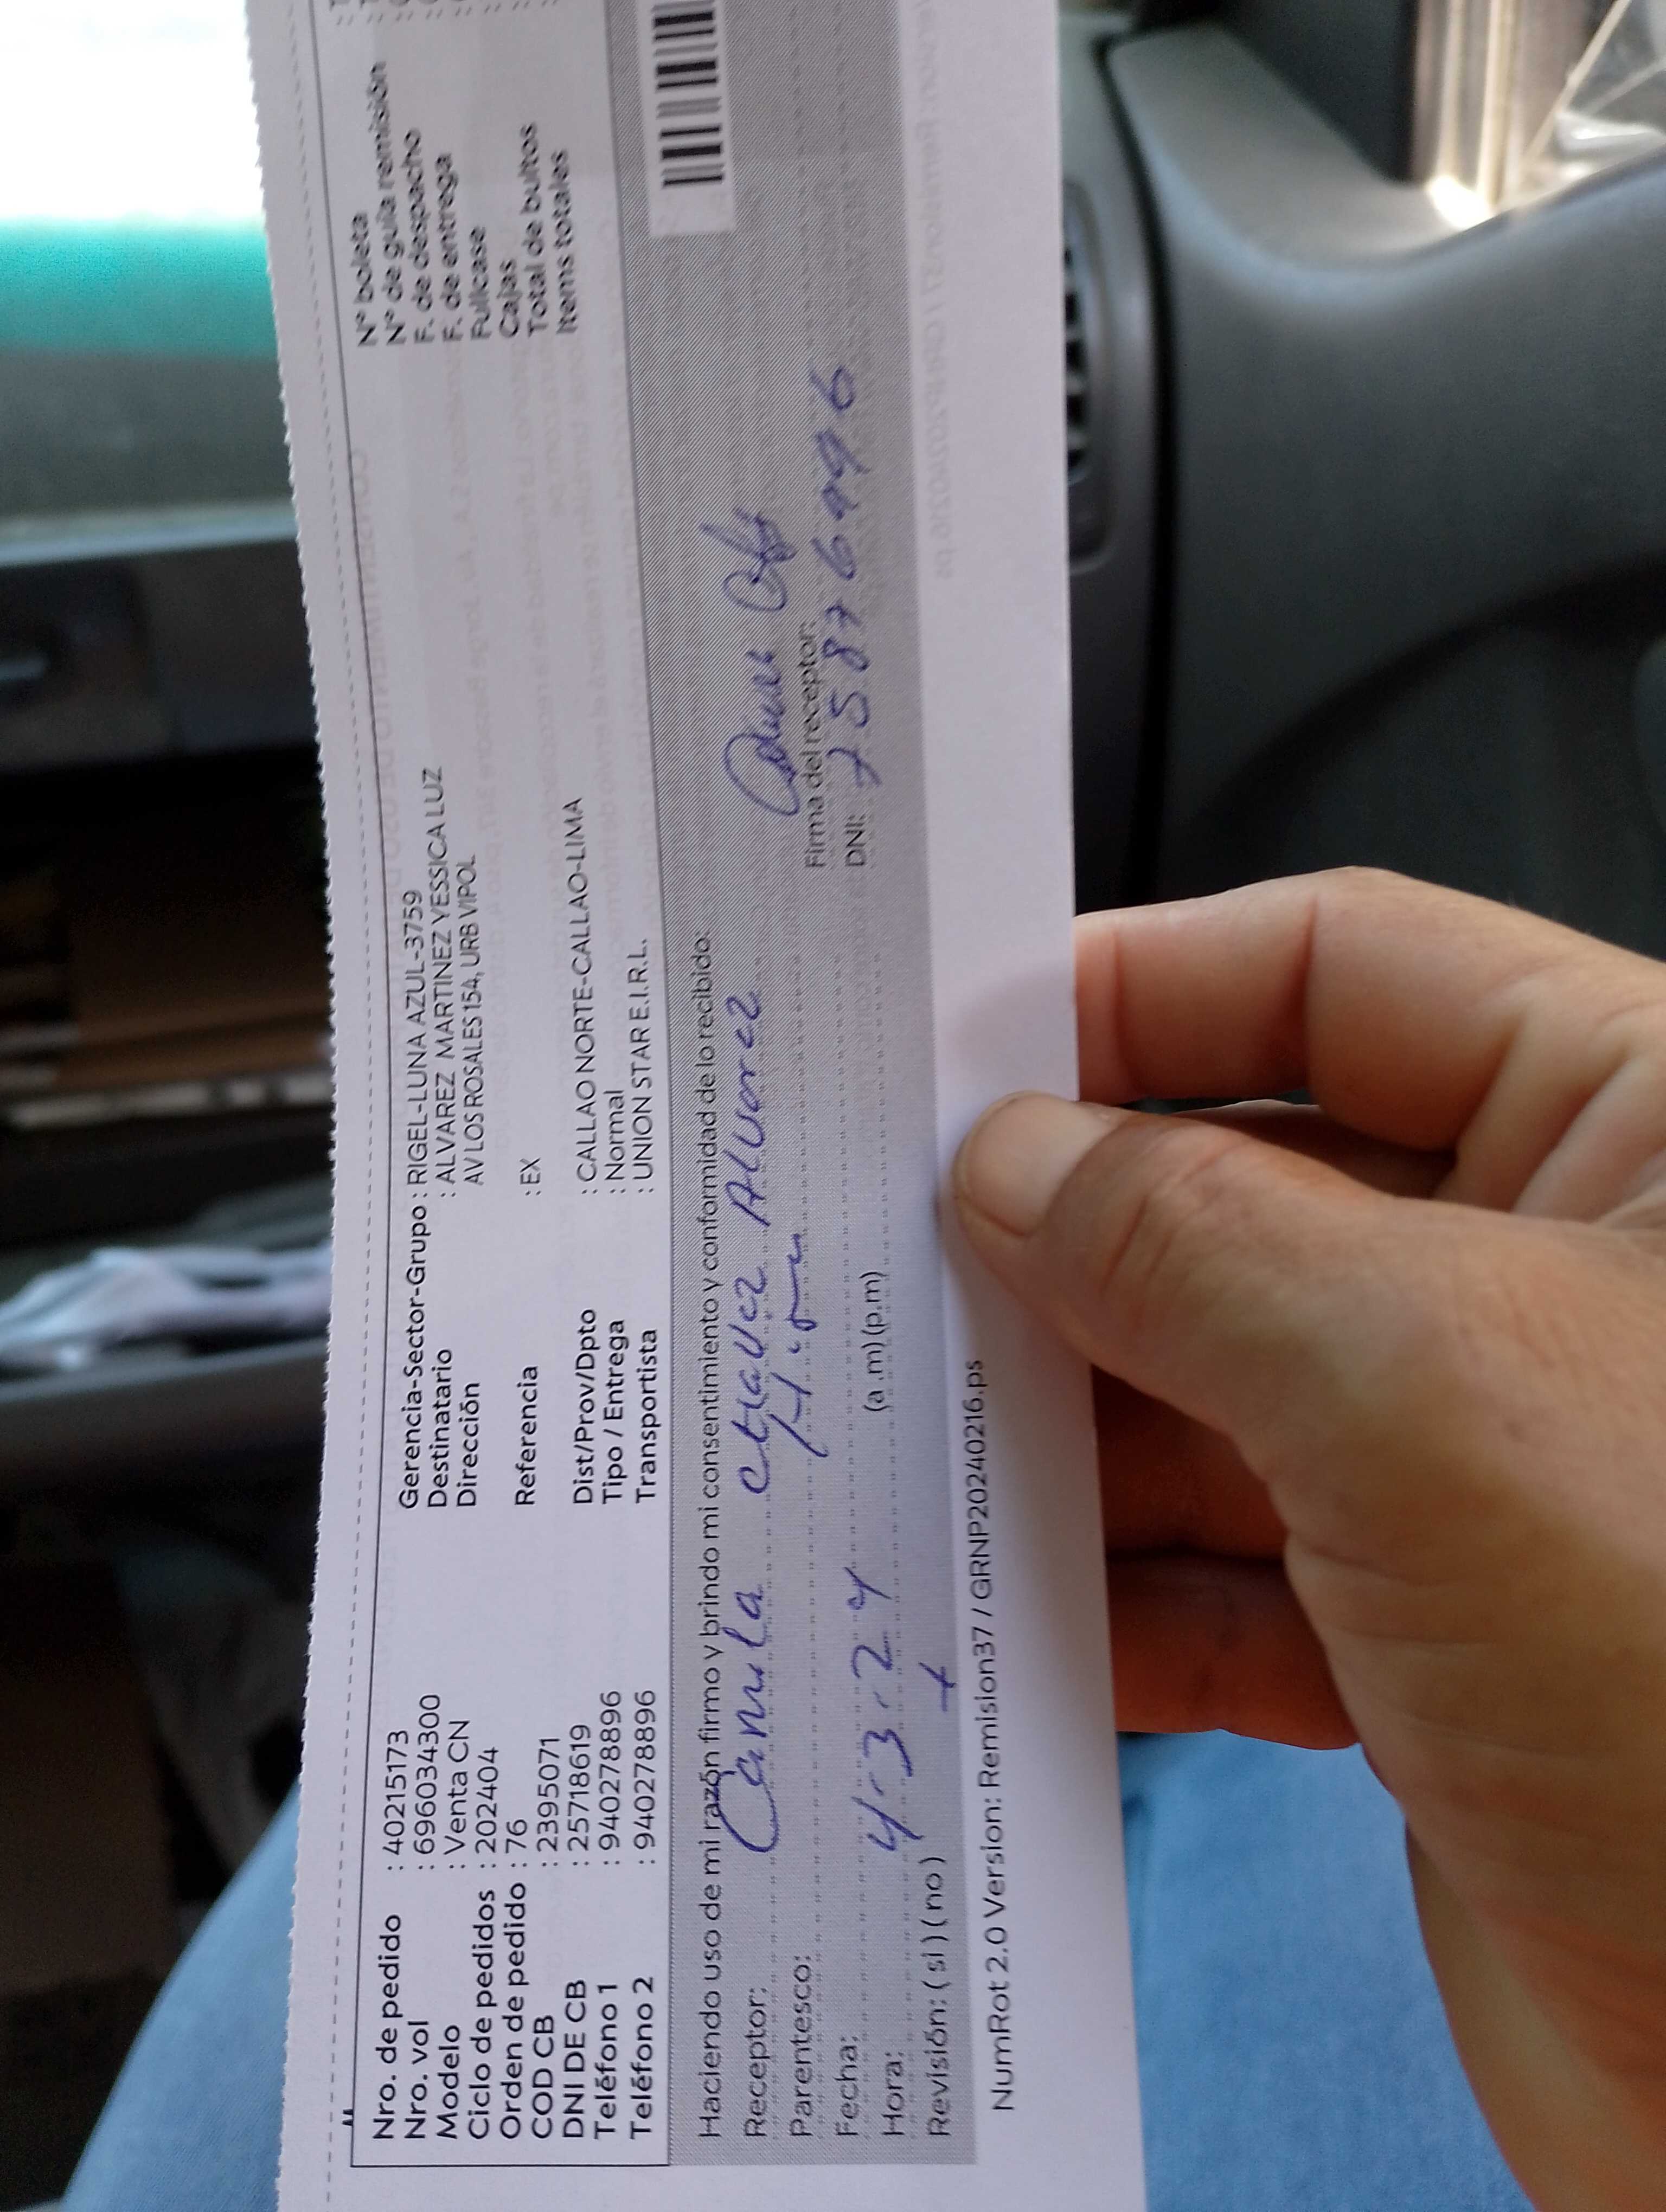 Nro. de pedido : 40215173
Nro. vol : 696034300
Modelo : Venta CN
Ciclo de pedidos : 202404
Orden de pedido : 76
COD CB : 2395071
DNI DE CB : 25718619
Teléfono 1 : 940278896
Teléfono 2 : 940278896
Gerencia-Sector-Grupo : RIGEL-LUNA AZUL-3759
Destinatario : ALVAREZ MARTINEZ YESSICA LUZ
Dirección AV LOS ROSALES 154, URB VIPOL
Referencia : EX
Dist/Prov/Dpto : CALLAO NORTE-CALLAO-LIMA
Tipo / Entrega : Normal
Transportista : UNION STAR E.I.R.L.
N° boleta
N° de guía remisión
F. de despacho
F. de entrega
Fullcase
Cajas
Total de bultos
Items totales
Haciendo uso de mi razón firmo y brindo mi consentimiento y conformidad de lo recibido:
Receptor: Camila Chavez Alvarez
Parentesco:
Firma del receptor:
Fecha: 4.3.24
DNI: 75876996
Hora: (a.m)(p.m)
Revisión: (si) (no)
NumRot 2.0 Version: Remision37 / GRNP20240216.ps